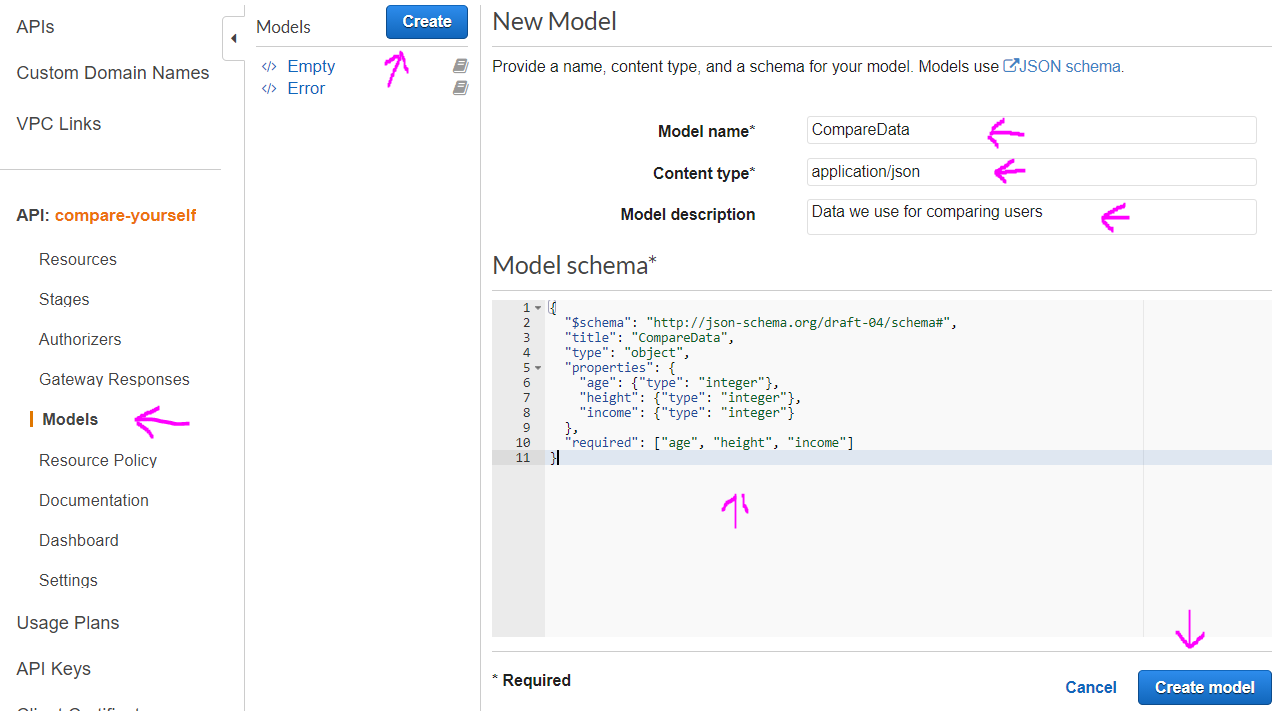 APIs
Custom Domain Names
VPC Links
API: compare-yourself
Resources
Stages
Authorizers
Gateway Responses
Models
Resource Policy
Documentation
Dashboard
Settings
Usage Plans
API Keys
Models
Create
</> Empty
</> Error
New Model
Provide a name, content type, and a schema for your model. Models use JSON schema.
Model name* CompareData
Content type* application/json
Model description Data we use for comparing users
Model schema*
1 {
2 "$schema": "http://json-schema.org/draft-04/schema#",
3 "title": "CompareData",
4 "type": "object",
5 "properties": {
6 "age": {"type": "integer"},
7 "height": {"type": "integer"},
8 "income": {"type": "integer"}
9 },
10 "required": ["age", "height", "income"]
11 }
* Required
Cancel
Create model